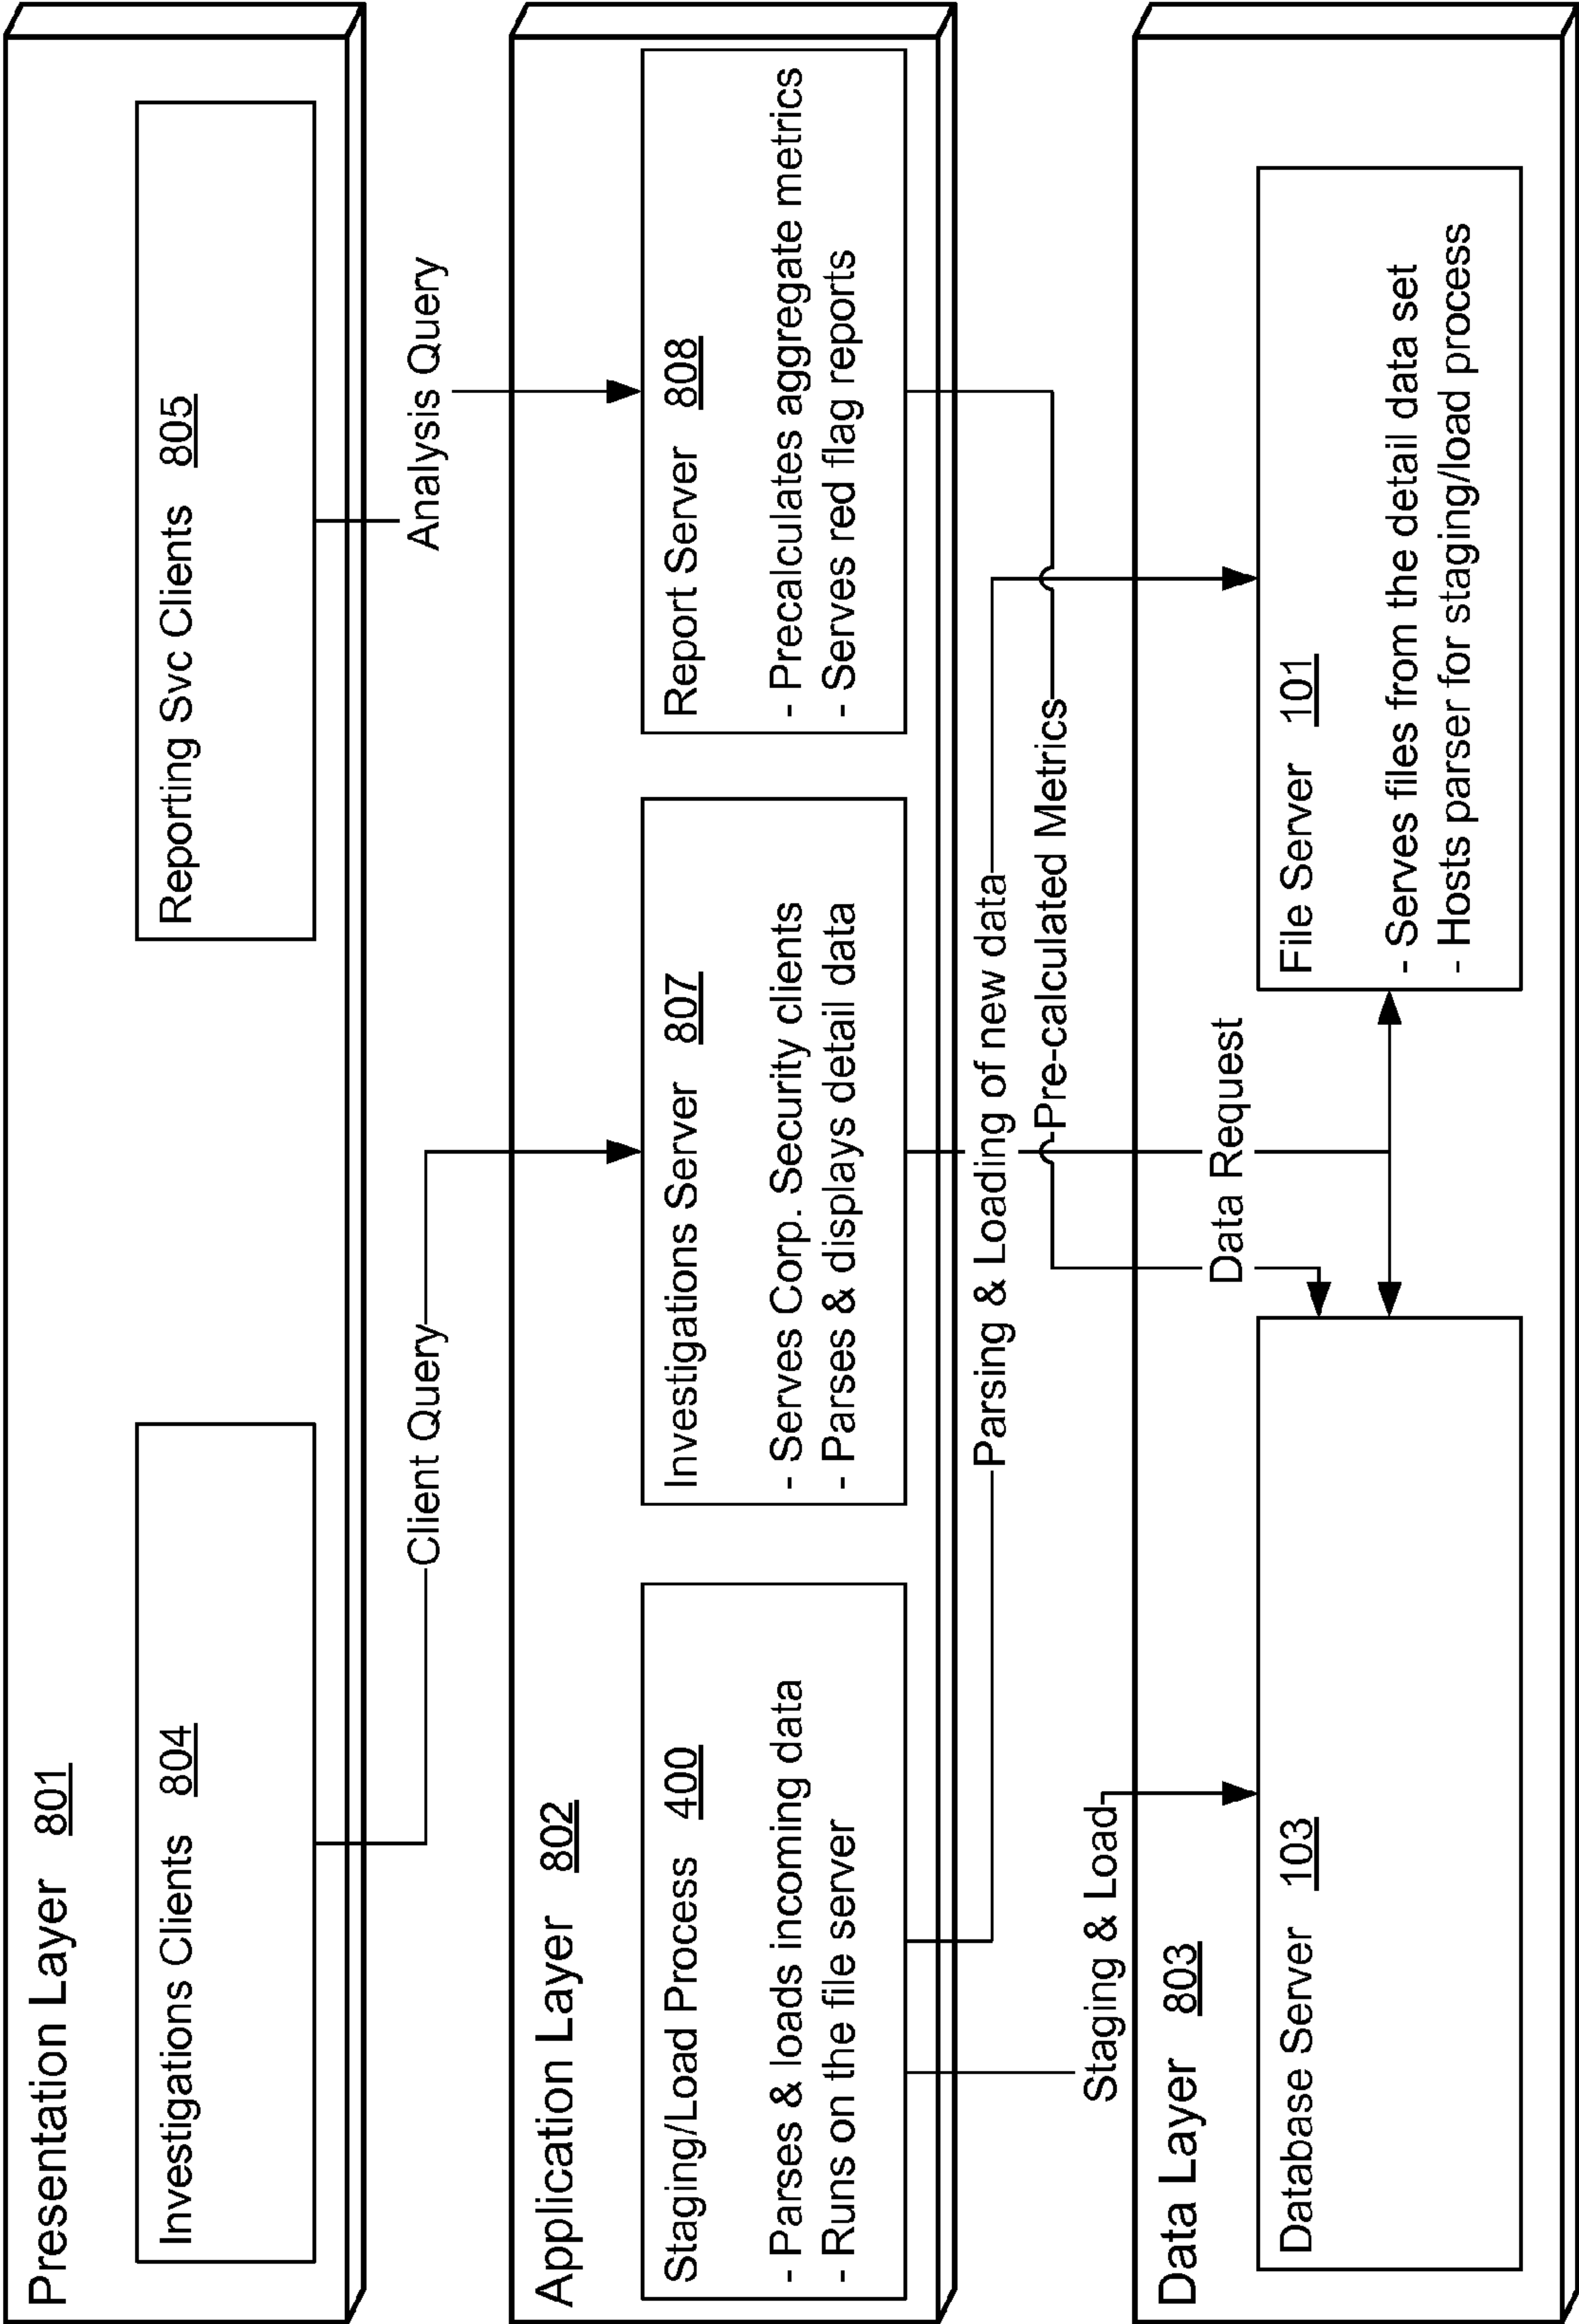 Presentation Layer 801
Investigations Clients 804
Reporting Svc Clients 805
Client Query
Analysis Query
Application Layer 802
Staging/Load Process 400
- Parses & loads incoming data
- Runs on the file server
Investigations Server 807
- Serves Corp. Security clients
- Parses & displays detail data
Report Server 808
- Precalculates aggregate metrics
- Serves red flag reports
Parsing & Loading of new data
Pre-calculated Metrics
Staging & Load
Data Request
Data Layer 803
Database Server 103
File Server 101
- Serves files from the detail data set
- Hosts parser for staging/load process